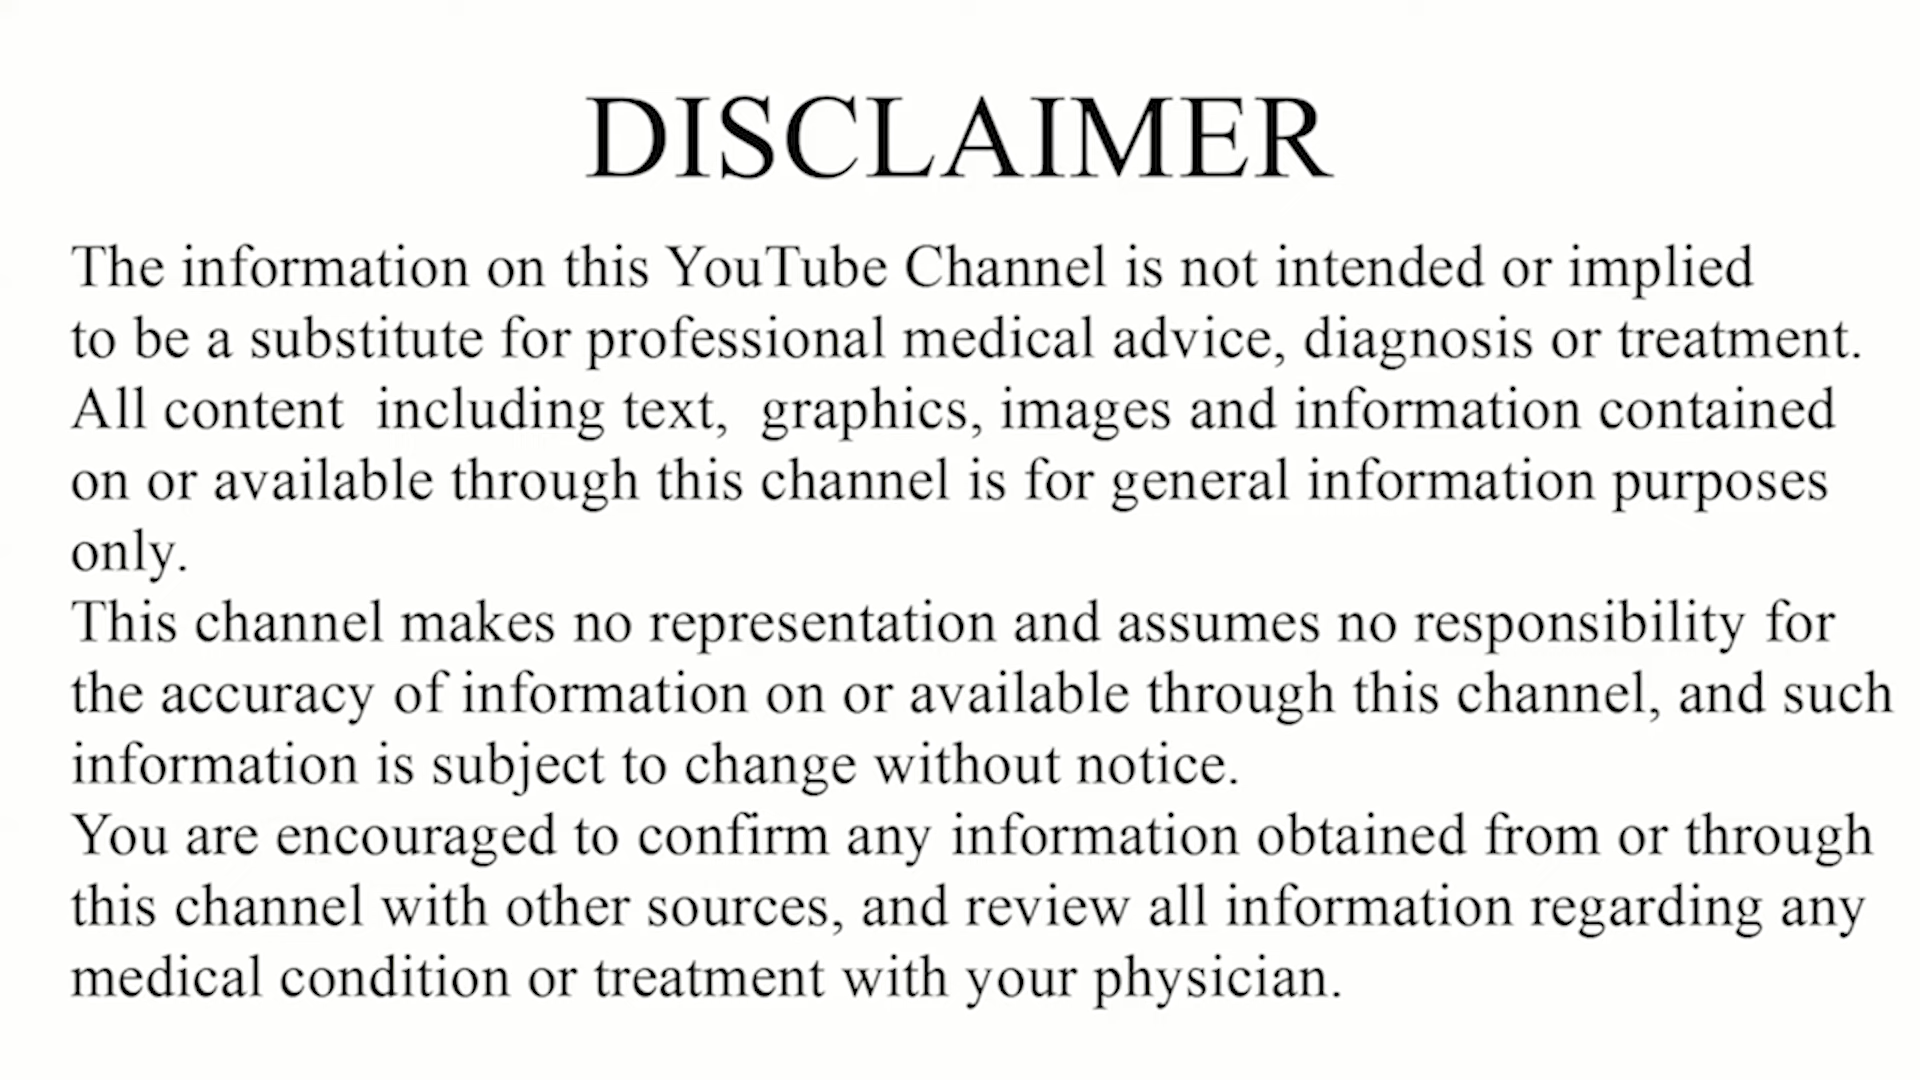 DISCLAIMER
The information on this YouTube Channel is not intended or implied
to be a substitute for professional medical advice, diagnosis or treatment.
All content  including text,  graphics, images and information contained
on or available through this channel is for general information purposes
only.
This channel makes no representation and assumes no responsibility for
the accuracy of information on or available through this channel, and such
information is subject to change without notice.
You are encouraged to confirm any information obtained from or through
this channel with other sources, and review all information regarding any
medical condition or treatment with your physician.